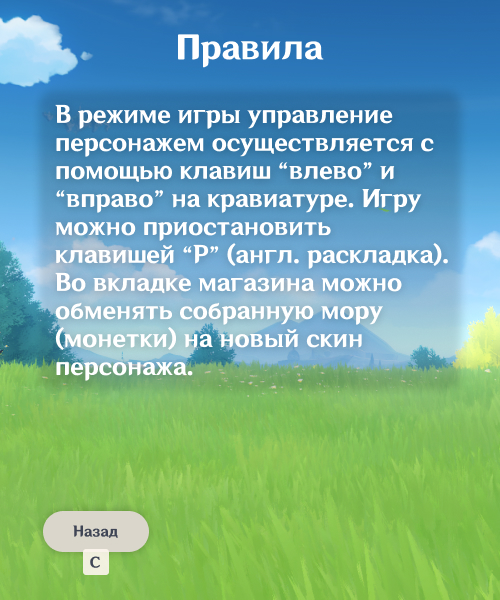 Правила
В режиме игры управление
персонажем осуществляется с
помощью клавиш “влево” и
“вправо” на кравиатуре. Игру
можно приостановить
клавишей “P” (англ. раскладка).
Во вкладке магазина можно
обменять собранную мору
(монетки) на новый скин
персонажа.
Назад
C